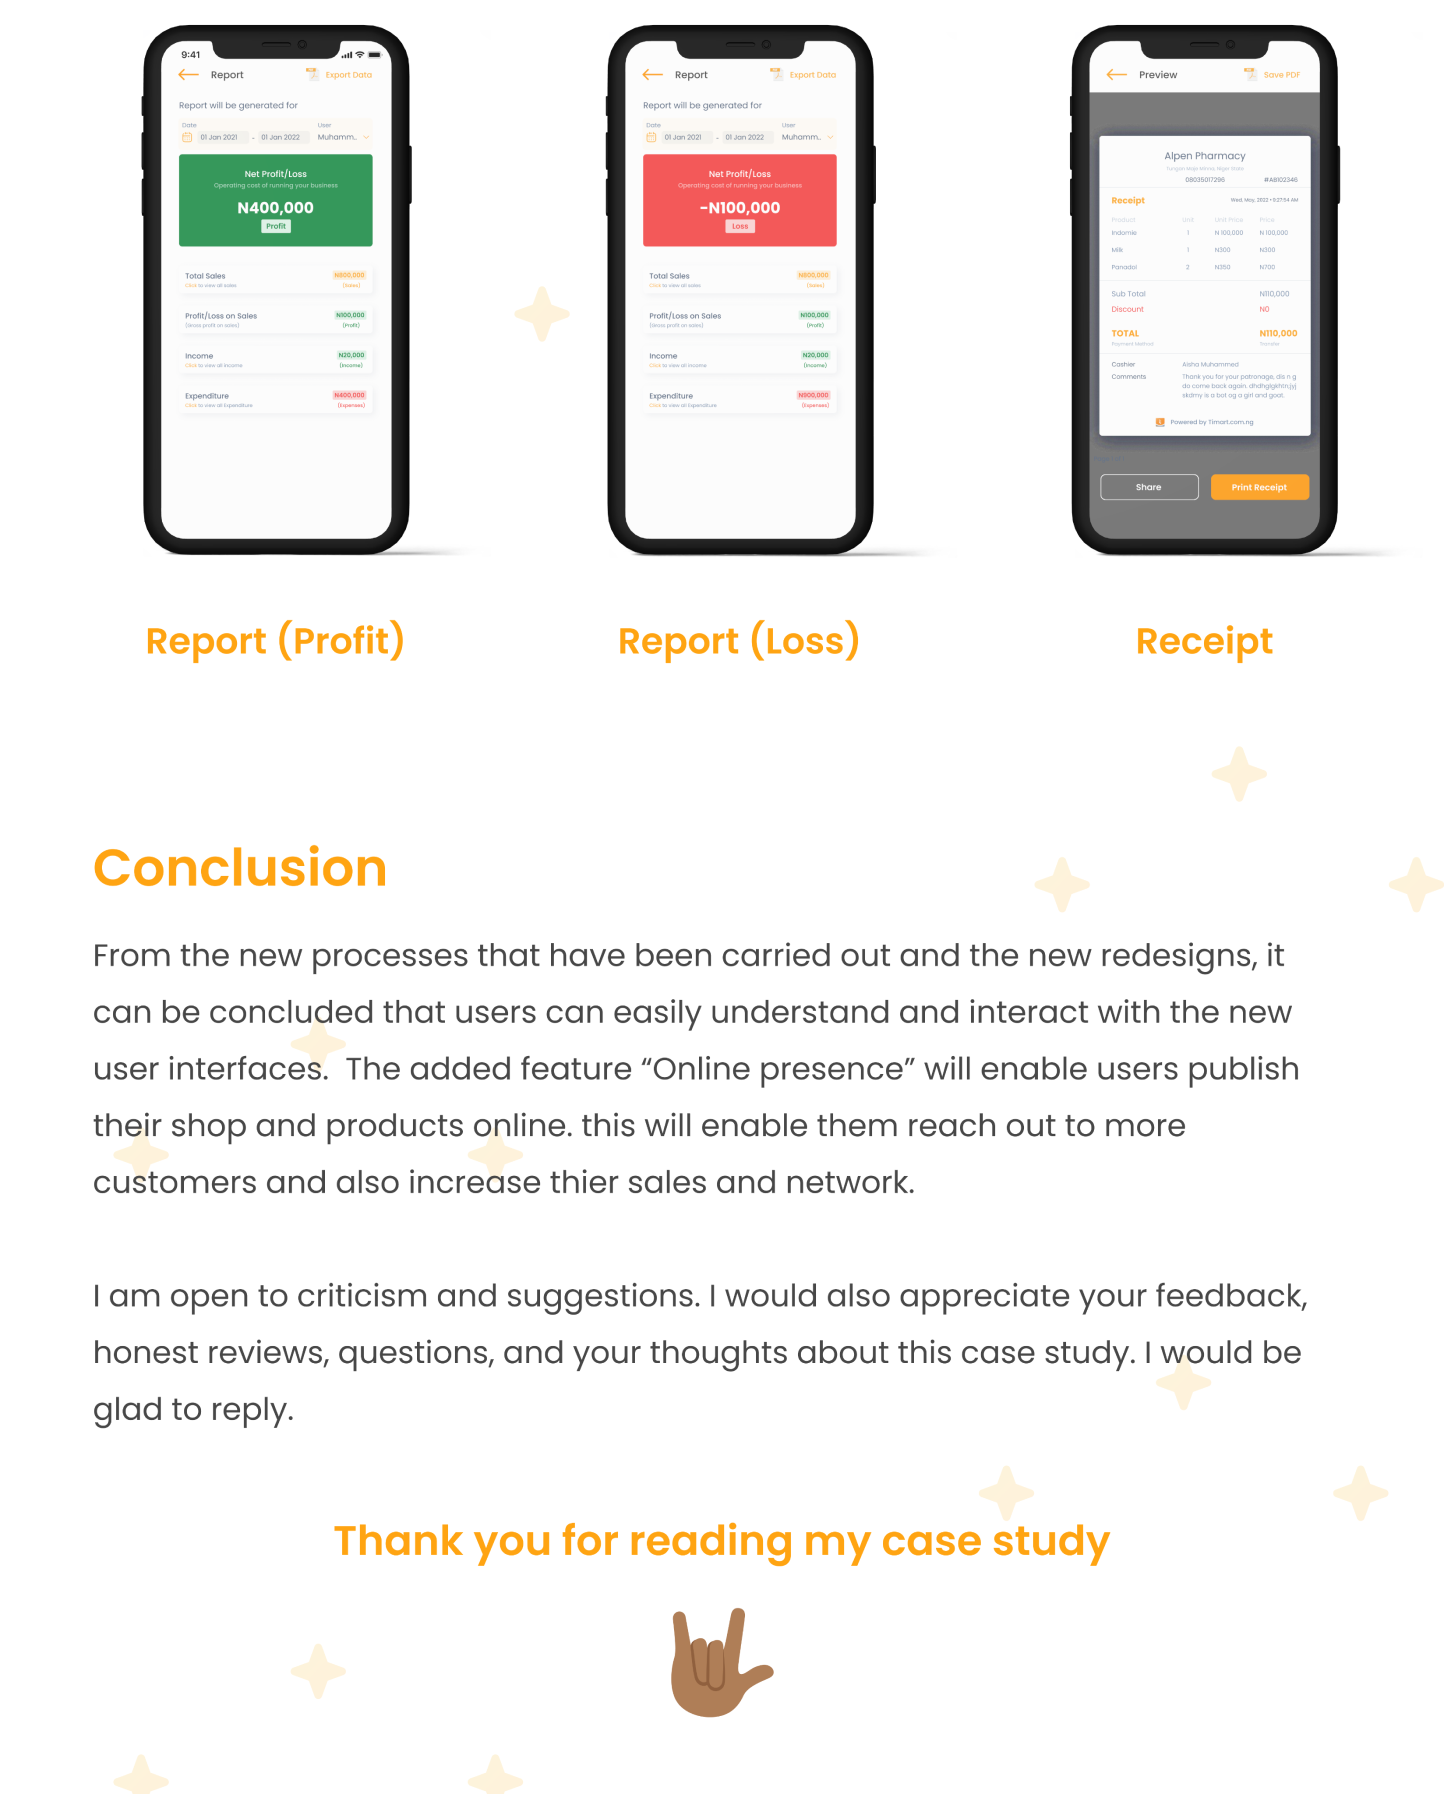 9:41
Report
Export Data
Report will be generated for
Date
User
01 Jan 2021 - 01 Jan 2022 Muhamm..
Net Profit/Loss
Operating cost of running your business
N400,000
Profit
Total Sales N800,000
Click to view all sales (Sales)
Profit/Loss on Sales N100,000
(Gross profit on sales) (Profit)
Income N20,000
Click to view all income (Income)
Expenditure N400,000
Click to view all Expenditure (Expenses)
Report
Export Data
Report will be generated for
Date
User
01 Jan 2021 - 01 Jan 2022 Muhamm..
Net Profit/Loss
Operating cost of running your business
-N100,000
Loss
Total Sales N800,000
Click to view all sales (Sales)
Profit/Loss on Sales N100,000
(Gross profit on sales) (Profit)
Income N20,000
Click to view all income (Income)
Expenditure N900,000
Click to view all Expenditure (Expenses)
Preview
Save PDF
Alpen Pharmacy
08035017296 #AB102346
Receipt Wed, May, 2022 • 9:27:54 AM
Product Unit Unit Price Price
Indomie 1 N 100,000 N 100,000
Milk 1 N300 N300
Panadol 2 N350 N700
Sub Total N110,000
Discount N0
TOTAL N110,000
Payment Method Transfer
Cashier Aisha Muhammed
Comments Thank you for your patronage, dis n g
do come back again.
skdmy is a bot og a girl and goat.
Powered by Timart.com.ng
Share
Print Receipt
Report (Profit)
Report (Loss)
Receipt
Conclusion
From the new processes that have been carried out and the new redesigns, it
can be concluded that users can easily understand and interact with the new
user interfaces.  The added feature “Online presence” will enable users publish
their shop and products online. this will enable them reach out to more
customers and also increase thier sales and network.
I am open to criticism and suggestions. I would also appreciate your feedback,
honest reviews, questions, and your thoughts about this case study. I would be
glad to reply.
Thank you for reading my case study